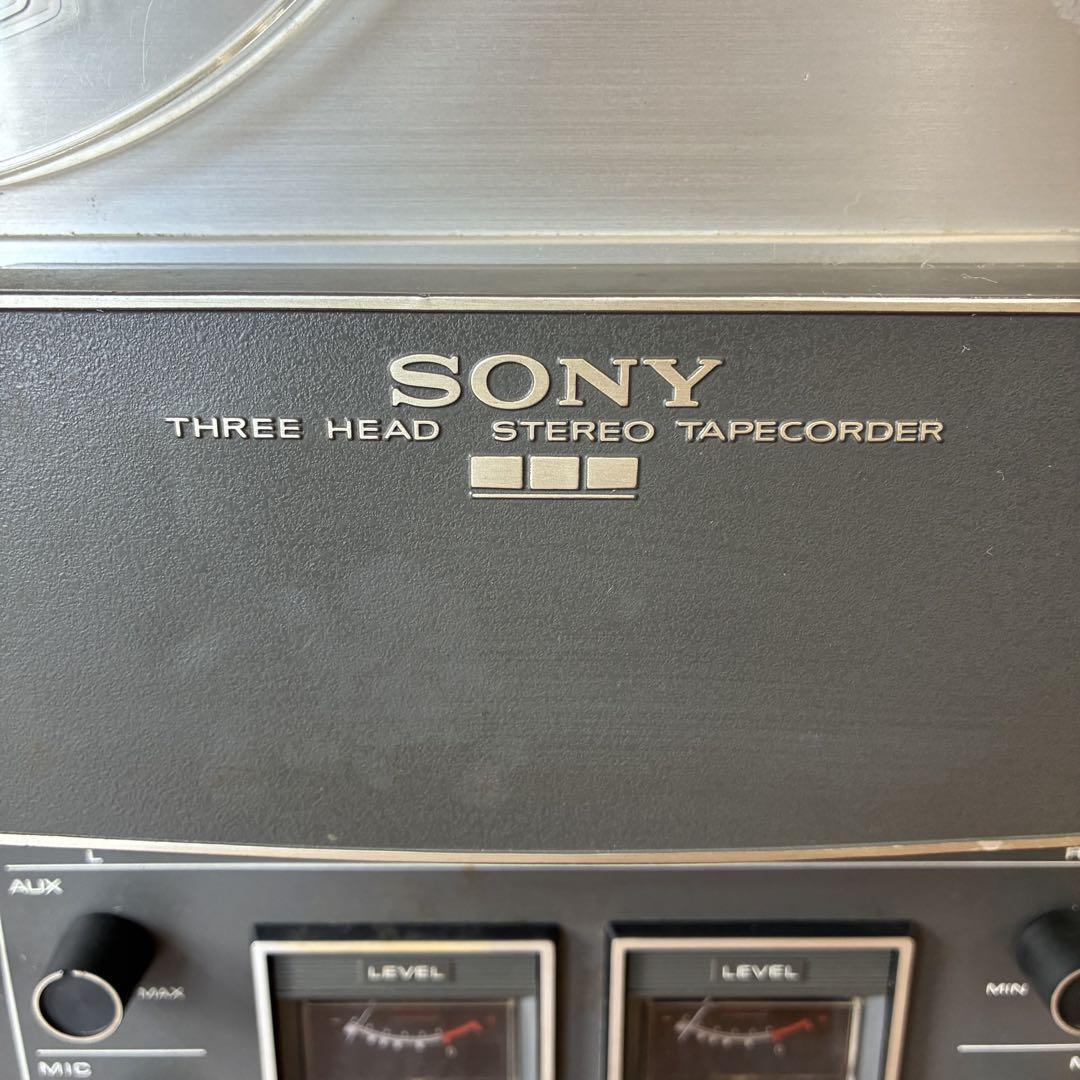 SONY
THREE HEAD STEREO TAPECORDER
L
AUX
LEVEL
LEVEL
MAX
MIN
MIC